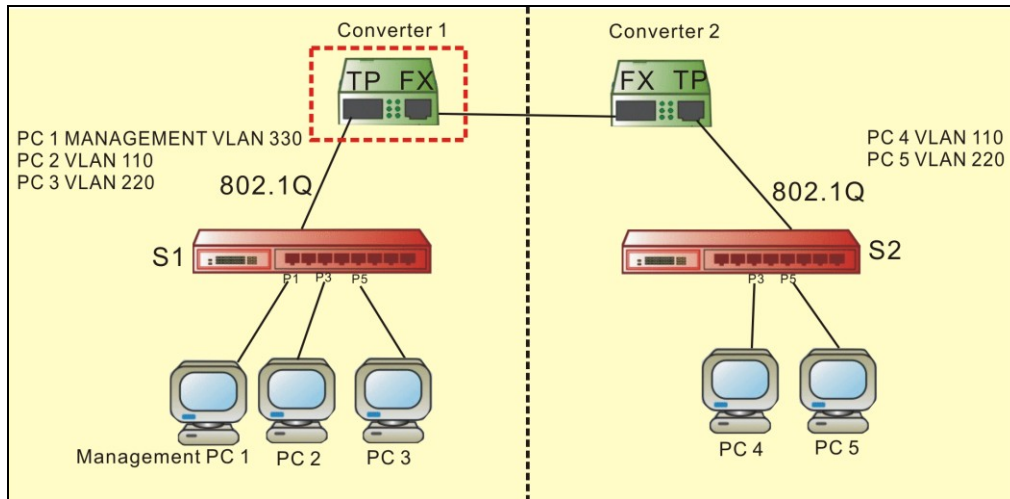 Converter 1
Converter 2
TP FX
FX TP
PC 1 MANAGEMENT VLAN 330
PC 2 VLAN 110
PC 3 VLAN 220
PC 4 VLAN 110
PC 5 VLAN 220
802.1Q
802.1Q
S1
S2
P1 P3 P5
P3 P5
Management PC 1
PC 2
PC 3
PC 4
PC 5